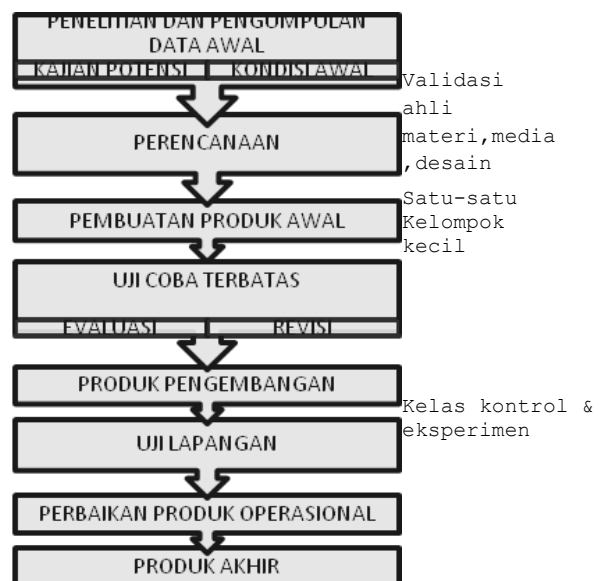 PENELITIAN DAN PENGUMPULAN
DATA AWAL
KAJIAN POTENSI
KONDISI AWAL
Validasi
ahli
materi,media
,desain
PERENCANAAN
Satu-satu
Kelompok
kecil
PEMBUATAN PRODUK AWAL
UJI COBA TERBATAS
EVALUASI
REVISI
PRODUK PENGEMBANGAN
Kelas kontrol &
eksperimen
UJI LAPANGAN
PERBAIKAN PRODUK OPERASIONAL
PRODUK AKHIR